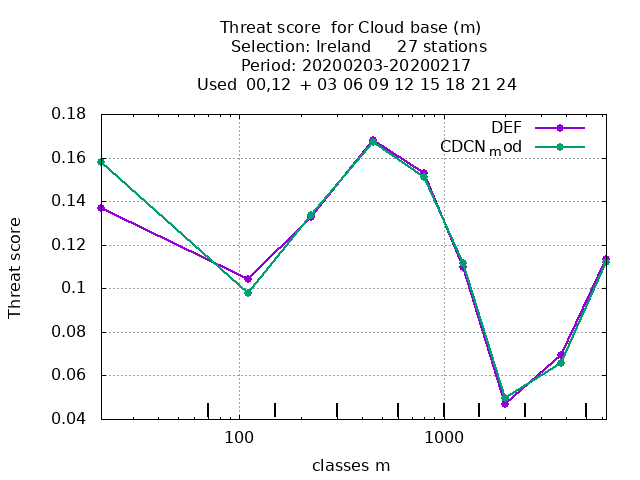 Threat score for Cloud base (m)
Selection: Ireland 27 stations
Period: 20200203-20200217
Used 00,12 + 03 06 09 12 15 18 21 24
DEF
CDCNmod
0.18
0.16
0.14
0.12
0.1
0.08
0.06
0.04
Threat score
100
1000
classes m